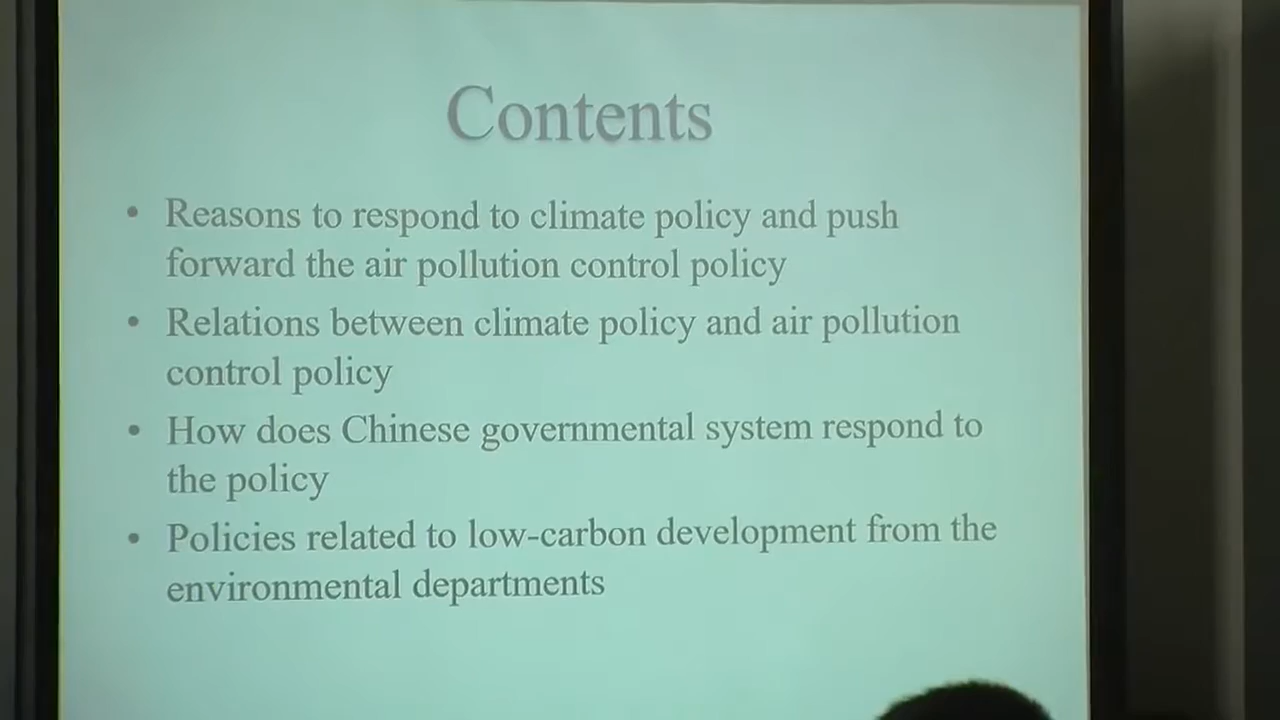 Contents
• Reasons to respond to climate policy and push
forward the air pollution control policy
• Relations between climate policy and air pollution
control policy
• How does Chinese governmental system respond to
the policy
• Policies related to low-carbon development from the
environmental departments